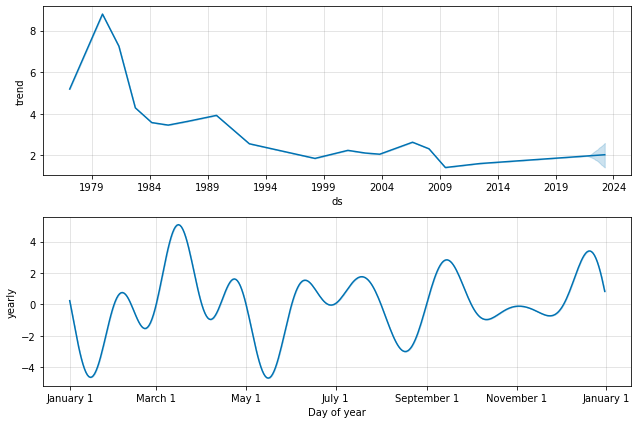 8
6
4
2
trend
1979 1984 1989 1994 1999 2004 2009 2014 2019 2024
ds
4
2
0
−2
−4
yearly
January 1 March 1 May 1 July 1 September 1 November 1 January 1
Day of year